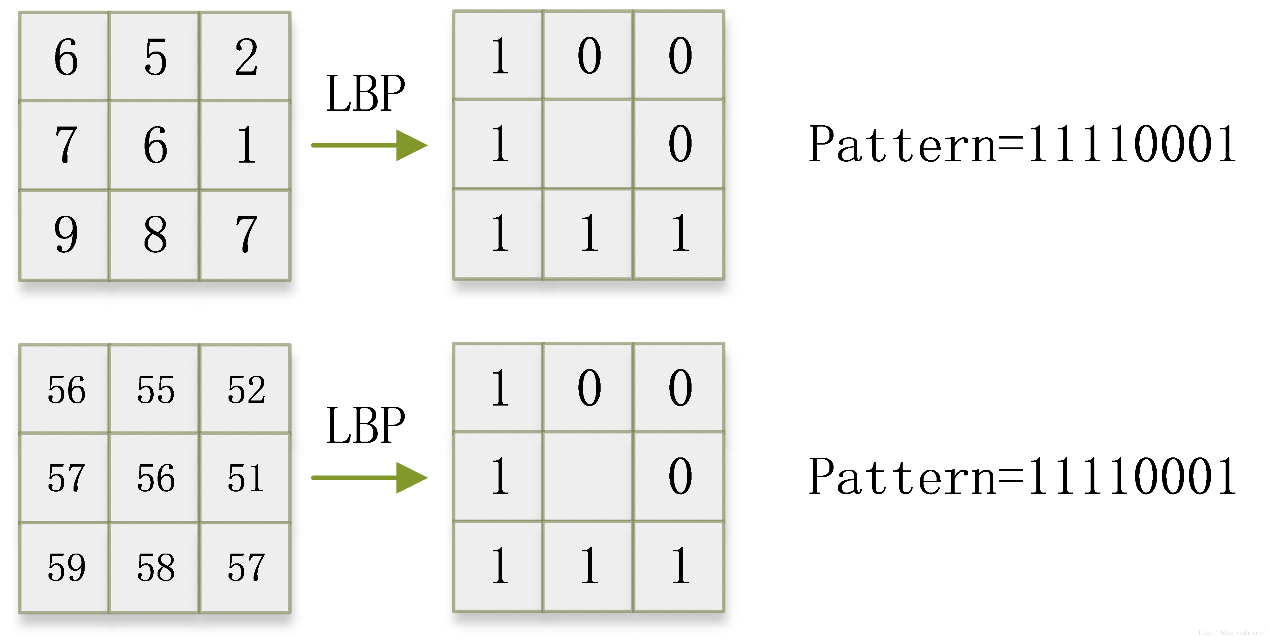 6 5 2
7 6 1
9 8 7
LBP
1 0 0
1 0
1 1 1
Pattern=11110001
56 55 52
57 56 51
59 58 57
LBP
1 0 0
1 0
1 1 1
Pattern=11110001